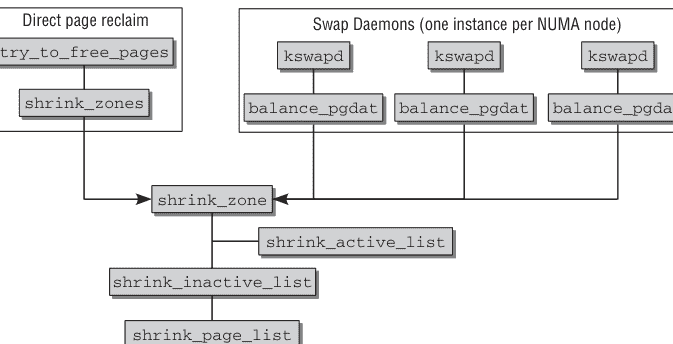 Direct page reclaim
try_to_free_pages
shrink_zones
Swap Daemons (one instance per NUMA node)
kswapd kswapd kswapd
balance_pgdat balance_pgdat balance_pgda
shrink_zone
shrink_active_list
shrink_inactive_list
shrink_page_list